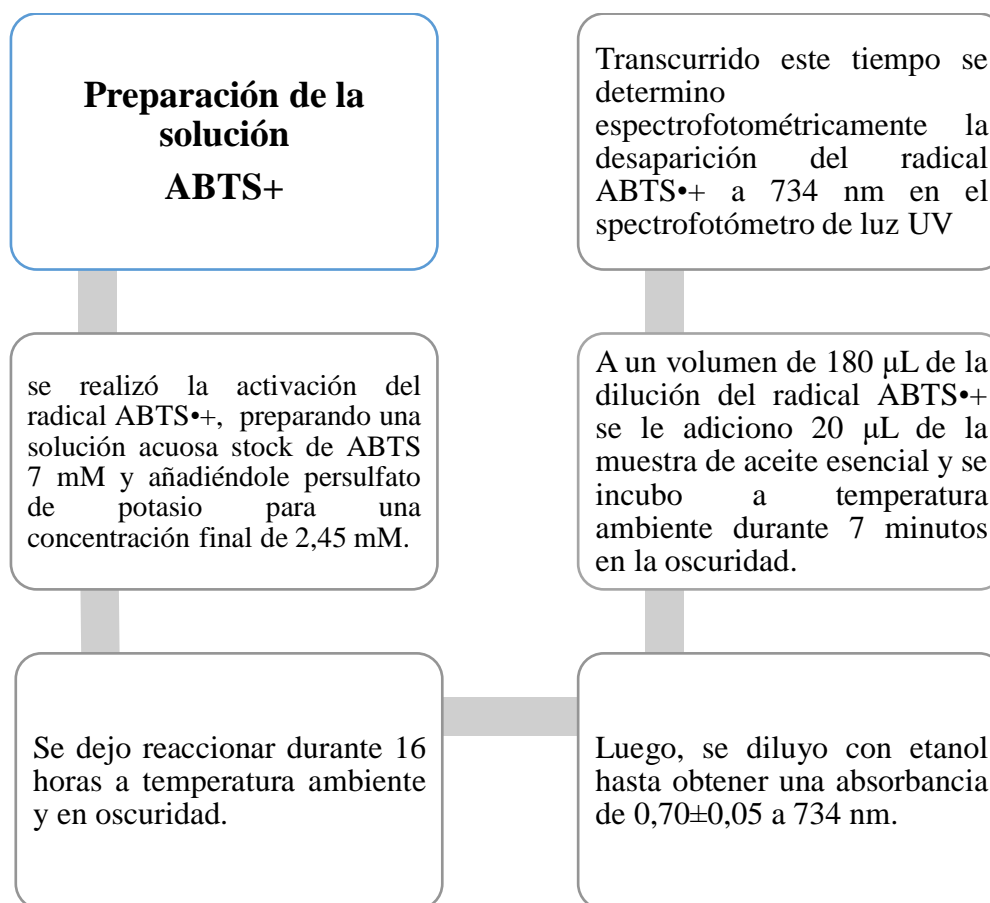 Preparación de la
solución
ABTS+
se realizó la activación del
radical ABTS•+, preparando una
solución acuosa stock de ABTS
7 mM y añadiéndole persulfato
de potasio para una
concentración final de 2,45 mM.
Se dejo reaccionar durante 16
horas a temperatura ambiente
y en oscuridad.
Luego, se diluyo con etanol
hasta obtener una absorbancia
de 0,70±0,05 a 734 nm.
A un volumen de 180 μL de la
dilución del radical ABTS•+
se le adiciono 20 μL de la
muestra de aceite esencial y se
incubo a temperatura
ambiente durante 7 minutos
en la oscuridad.
Transcurrido este tiempo se
determino
espectrofotométricamente la
desaparición del radical
ABTS•+ a 734 nm en el
spectrofotómetro de luz UV